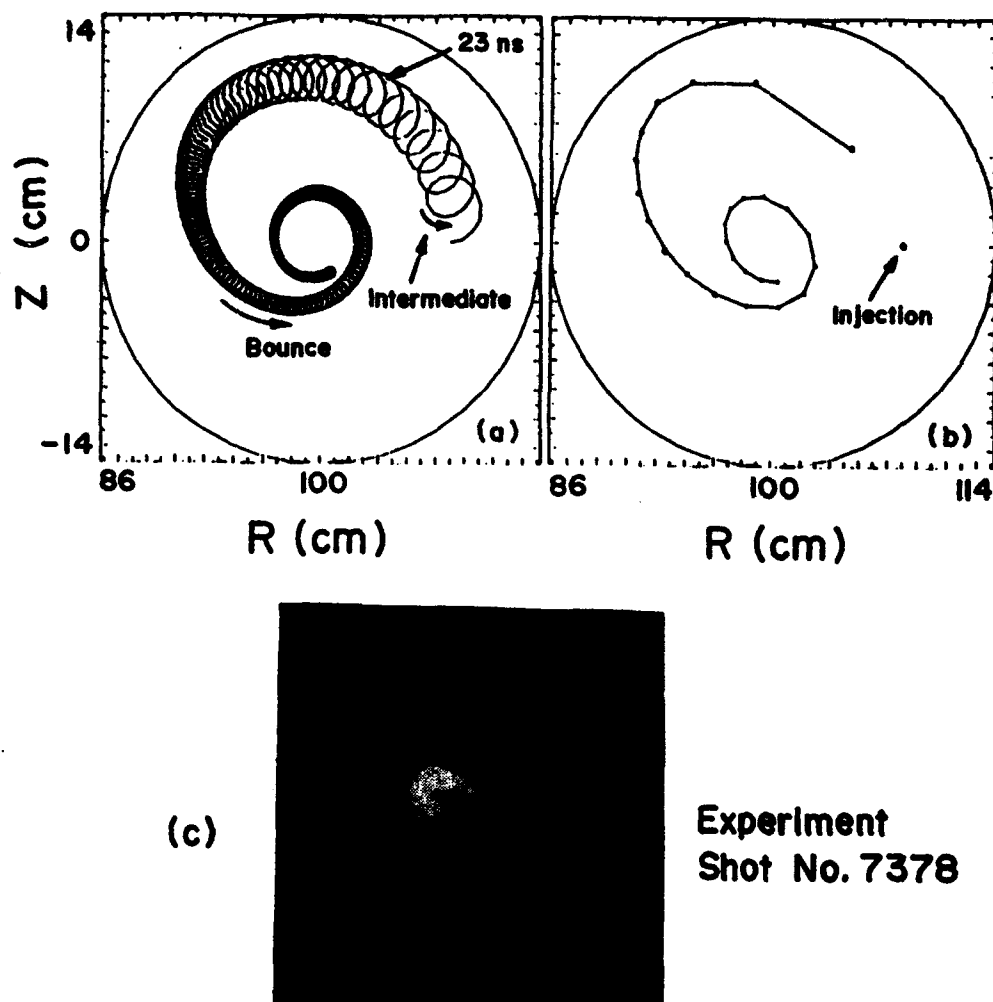 14
0
-14
Z (cm)
23 ns
Intermediate
Bounce
(a)
86
100
R (cm)
Injection
(b)
86
100
114
R (cm)
(c)
Experiment
Shot No. 7378